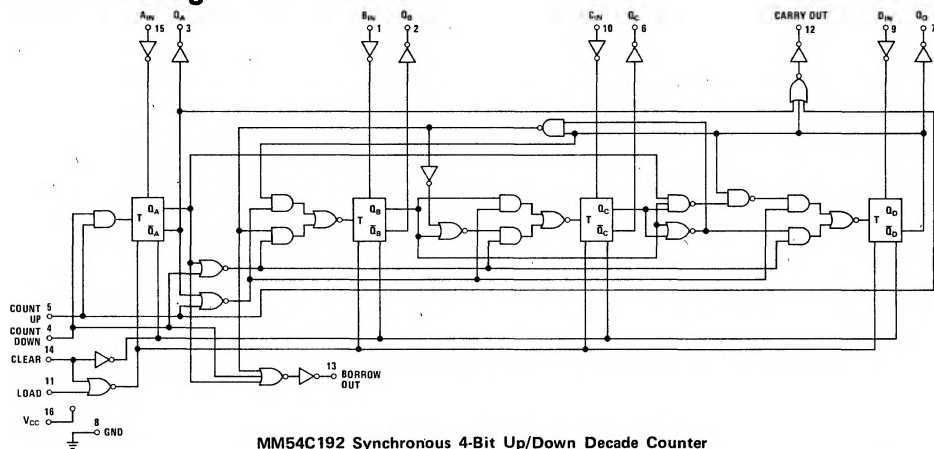 A_IN Q_A B_IN Q_B C_IN Q_C CARRY OUT D_IN Q_D
15 3 1 2 10 6 12 9 7
Q_A Q_B Q_C Q_D
T T T T
Q̅_A Q̅_B Q̅_C Q̅_D
COUNT UP 5
COUNT DOWN 4
CLEAR 14
13 BORROW OUT
LOAD 11
V_CC 16
8 GND
MM54C192 Synchronous 4-Bit Up/Down Decade Counter